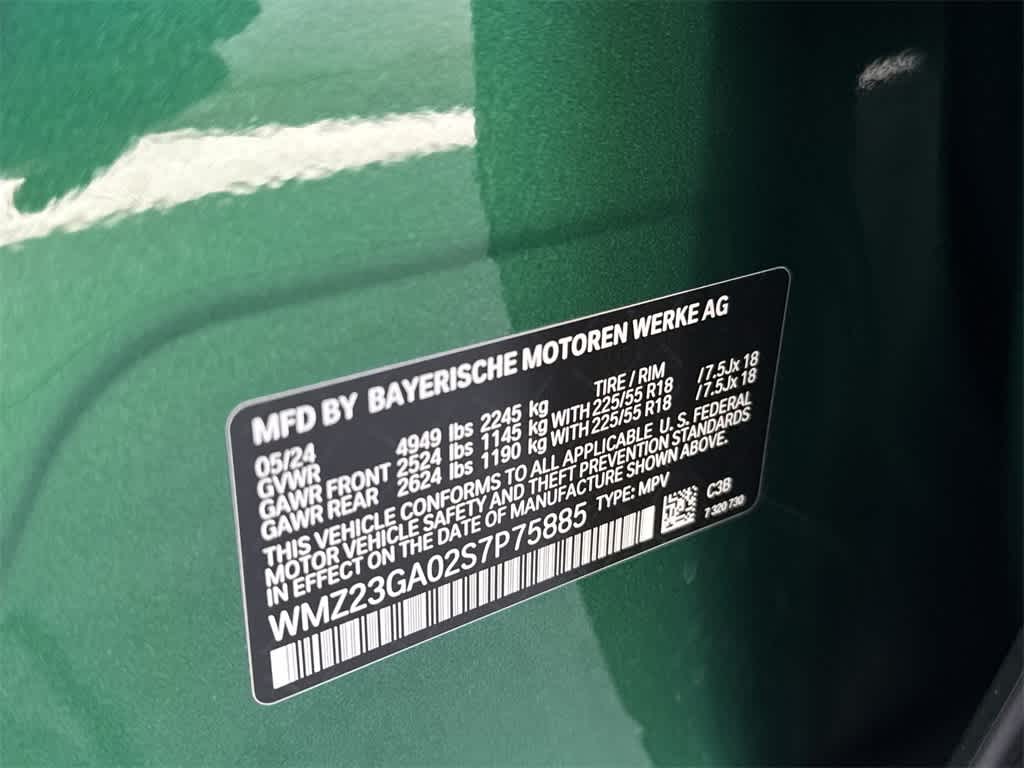 MFD BY BAYERISCHE MOTOREN WERKE AG
05/24 TIRE / RIM
GVWR 4949 lbs 2245 kg
GAWR FRONT 2524 lbs 1145 kg WITH 225/55 R18 /7.5Jx 18
GAWR REAR 2624 lbs 1190 kg WITH 225/55 R18 /7.5Jx 18
THIS VEHICLE CONFORMS TO ALL APPLICABLE U. S. FEDERAL
MOTOR VEHICLE SAFETY AND THEFT PREVENTION STANDARDS
IN EFFECT ON THE DATE OF MANUFACTURE SHOWN ABOVE.
WMZ23GA02S7P75885 TYPE: MPV
C3B
7 320 730